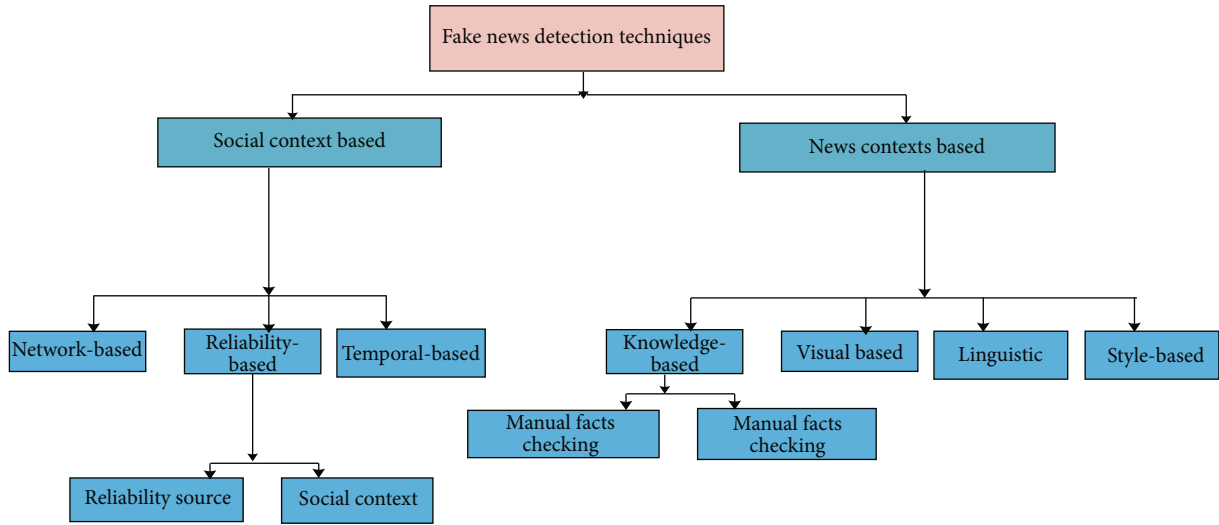 Fake news detection techniques
Social context based
News contexts based
Network-based
Reliability-
based
Temporal-based
Knowledge-
based
Visual based
Linguistic
Style-based
Manual facts
checking
Manual facts
checking
Reliability source
Social context